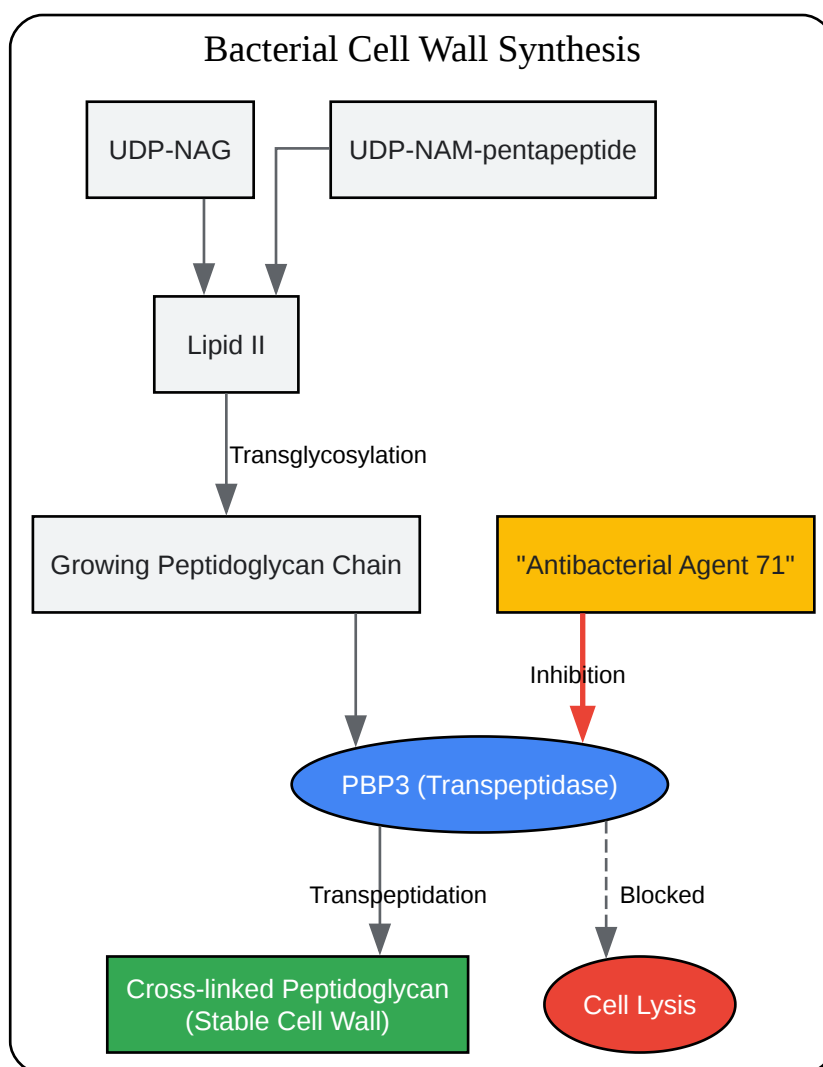 Bacterial Cell Wall Synthesis
UDP-NAG
UDP-NAM-pentapeptide
Lipid II
Transglycosylation
Growing Peptidoglycan Chain
"Antibacterial Agent 71"
Inhibition
PBP3 (Transpeptidase)
Transpeptidation
Blocked
Cross-linked Peptidoglycan
(Stable Cell Wall)
Cell Lysis